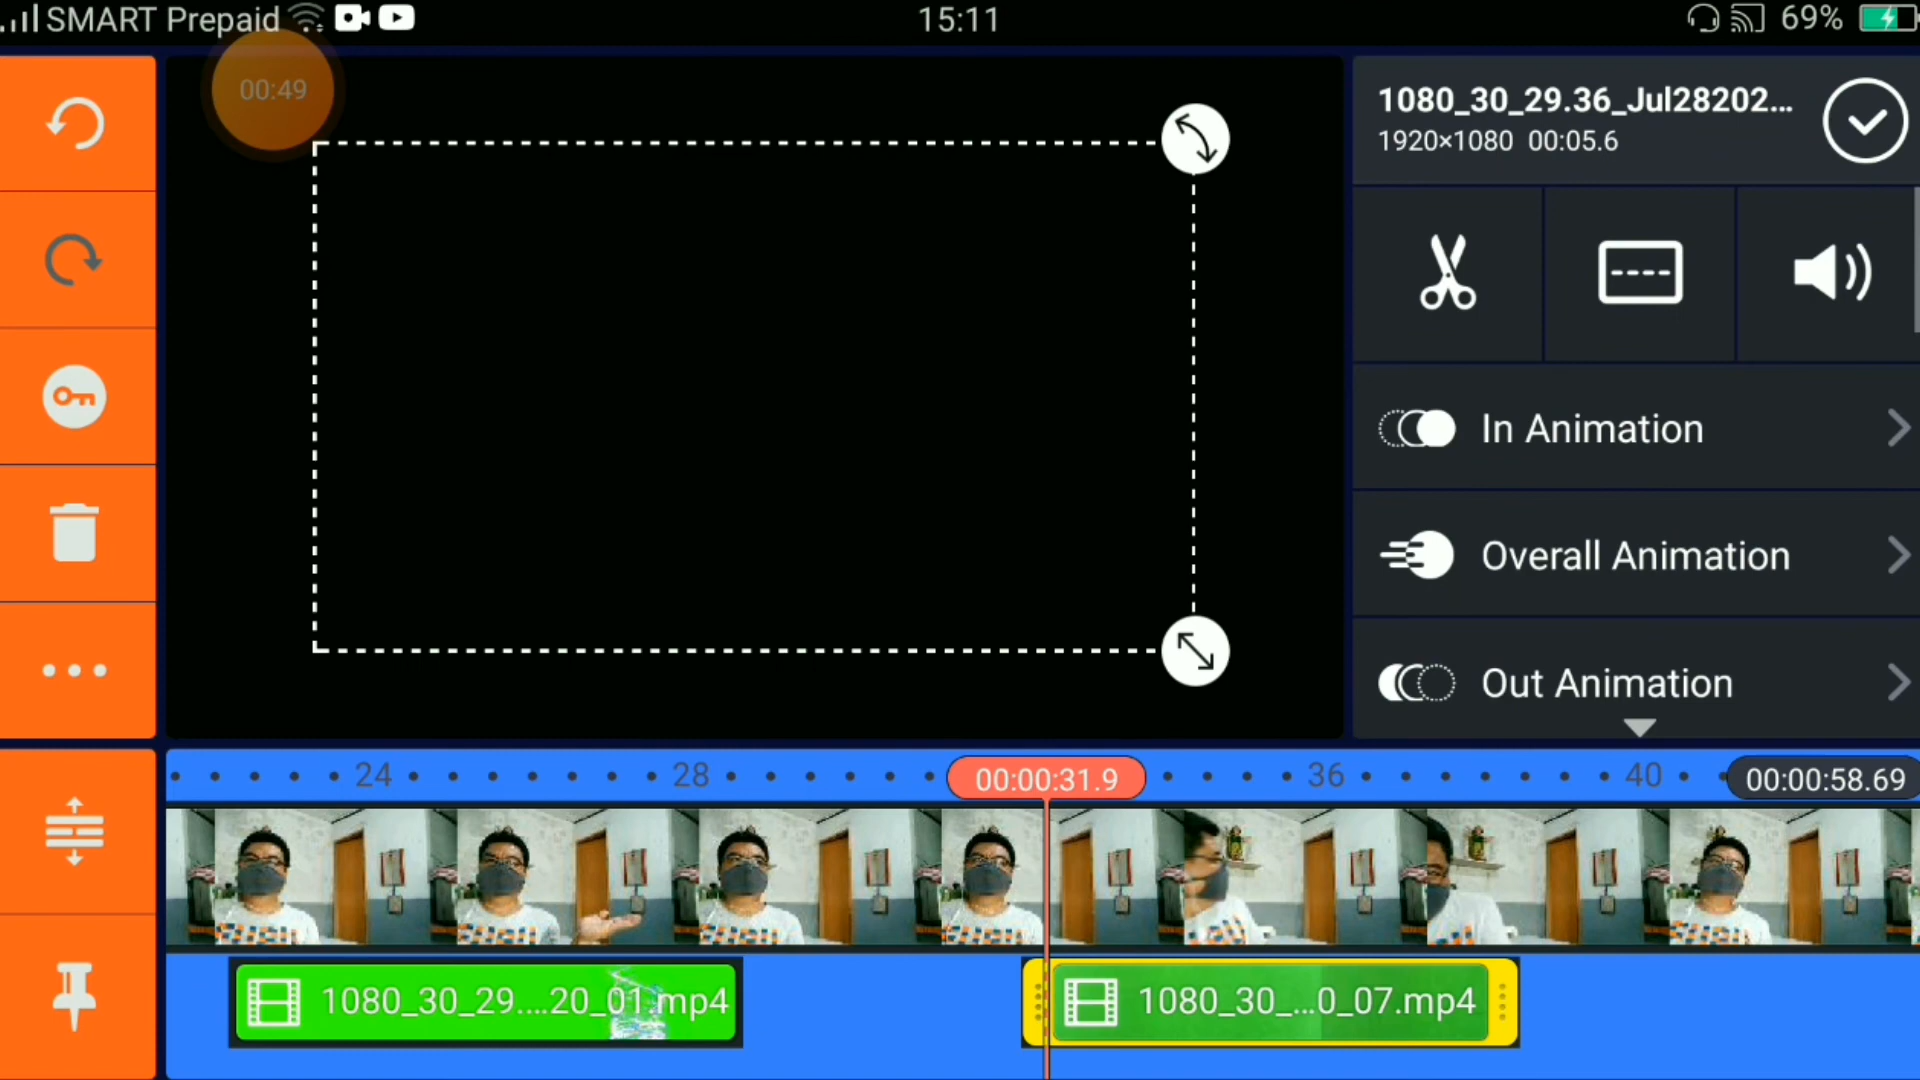 SMART Prepaid
15:11
69%
00:49
1080_30_29.36_Jul28202...
1920×1080 00:05.6
In Animation
Overall Animation
Out Animation
24
28
00:00:31.9
36
40
00:00:58.69
1080_30_29....20_01.mp4
1080_30_...0_07.mp4